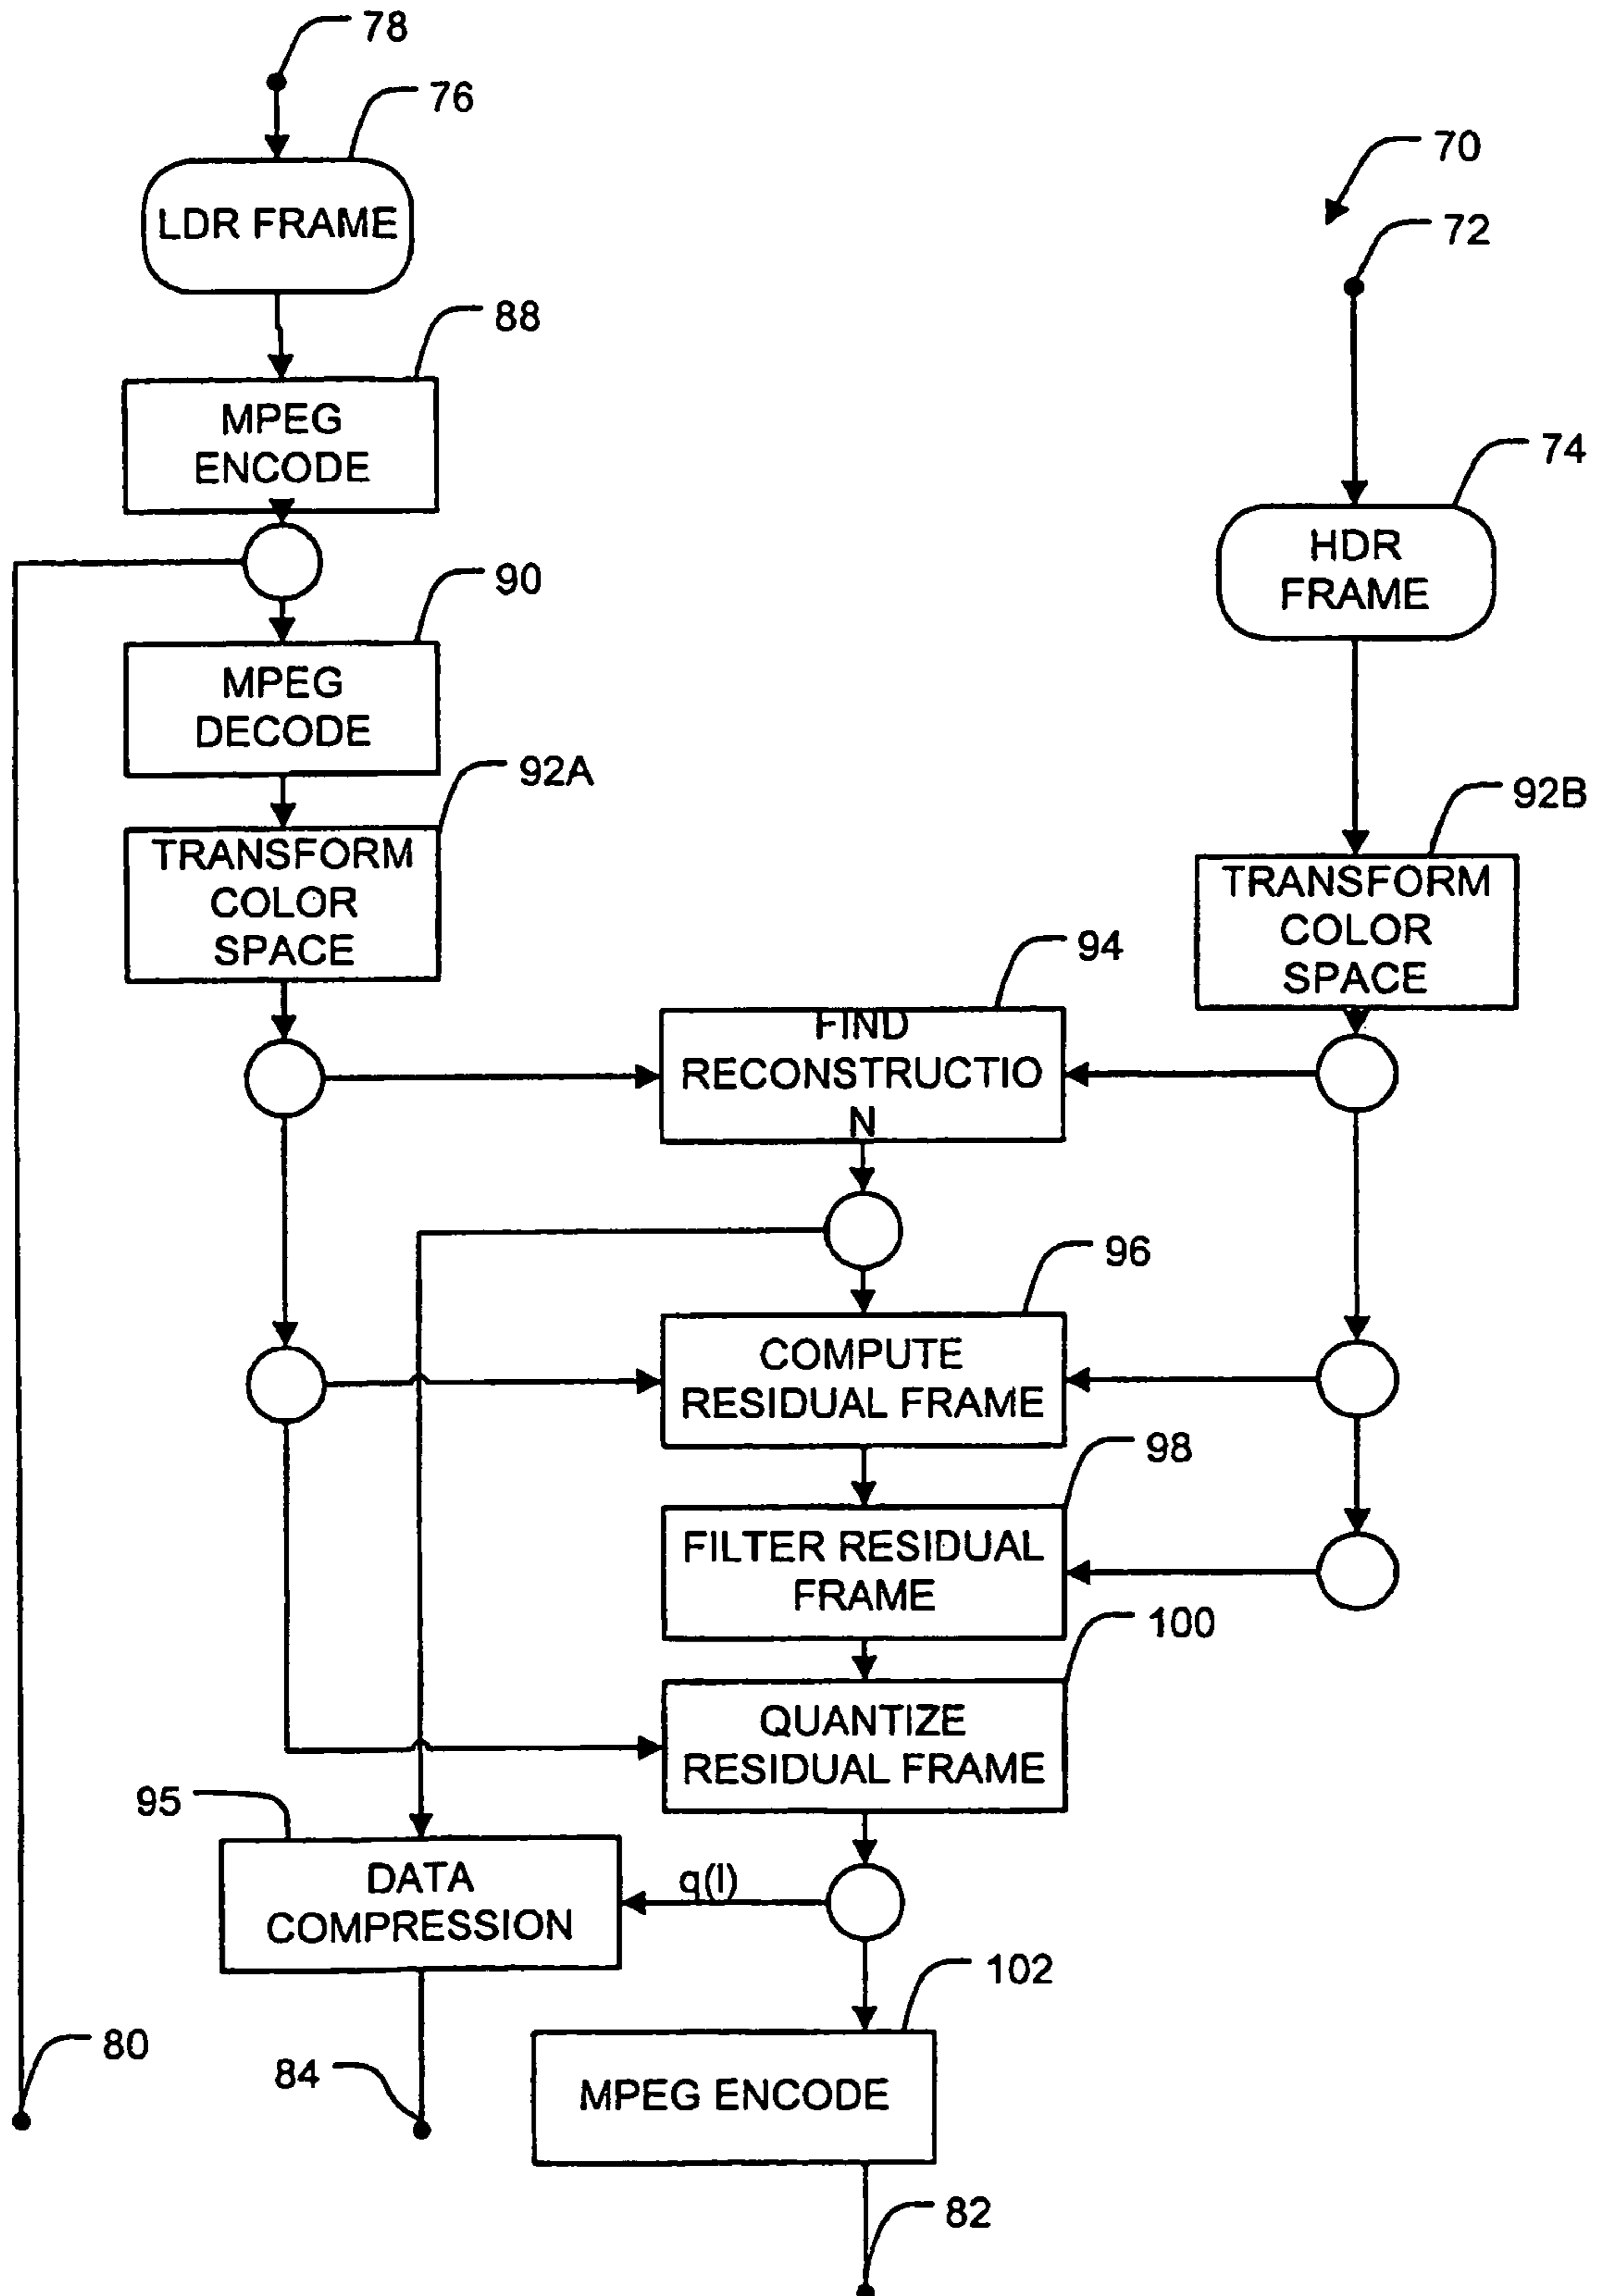 78
76
LDR FRAME
70
72
88
MPEG
ENCODE
74
HDR
FRAME
90
MPEG
DECODE
92A
TRANSFORM
COLOR
SPACE
92B
TRANSFORM
COLOR
SPACE
94
FIND
RECONSTRUCTIO
N
96
COMPUTE
RESIDUAL FRAME
98
FILTER RESIDUAL
FRAME
100
QUANTIZE
RESIDUAL FRAME
95
DATA
COMPRESSION
q(l)
102
MPEG ENCODE
80
84
82